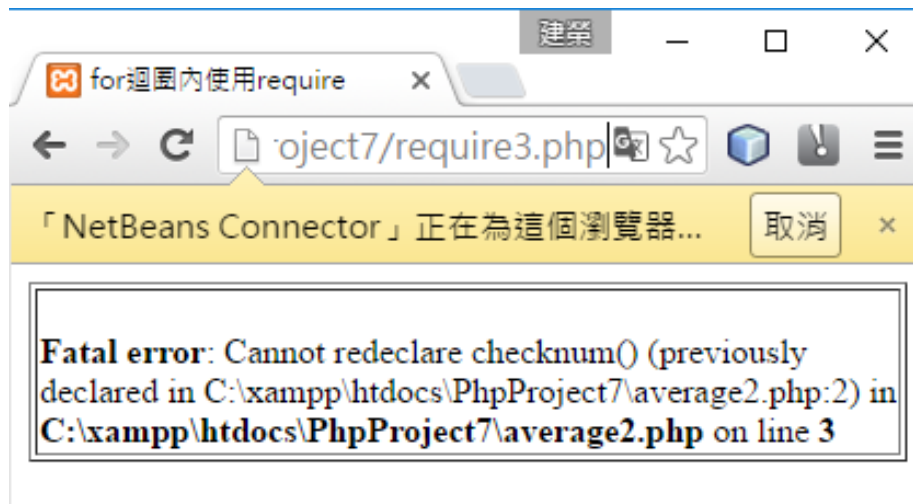 建榮
for迴圈內使用require
roject7/require3.php
「NetBeans Connector」正在為這個瀏覽器...
取消
Fatal error: Cannot redeclare checknum() (previously
declared in C:\xampp\htdocs\PhpProject7\average2.php:2) in
C:\xampp\htdocs\PhpProject7\average2.php on line 3